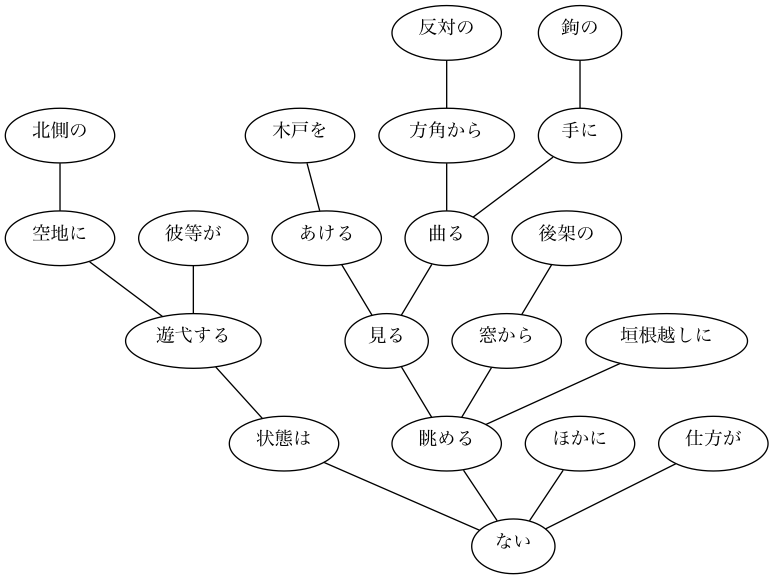 反対の
鉤の
北側の
木戸を
方角から
手に
空地に
彼等が
あける
曲る
後架の
遊弋する
見る
窓から
垣根越しに
状態は
眺める
ほかに
仕方が
ない